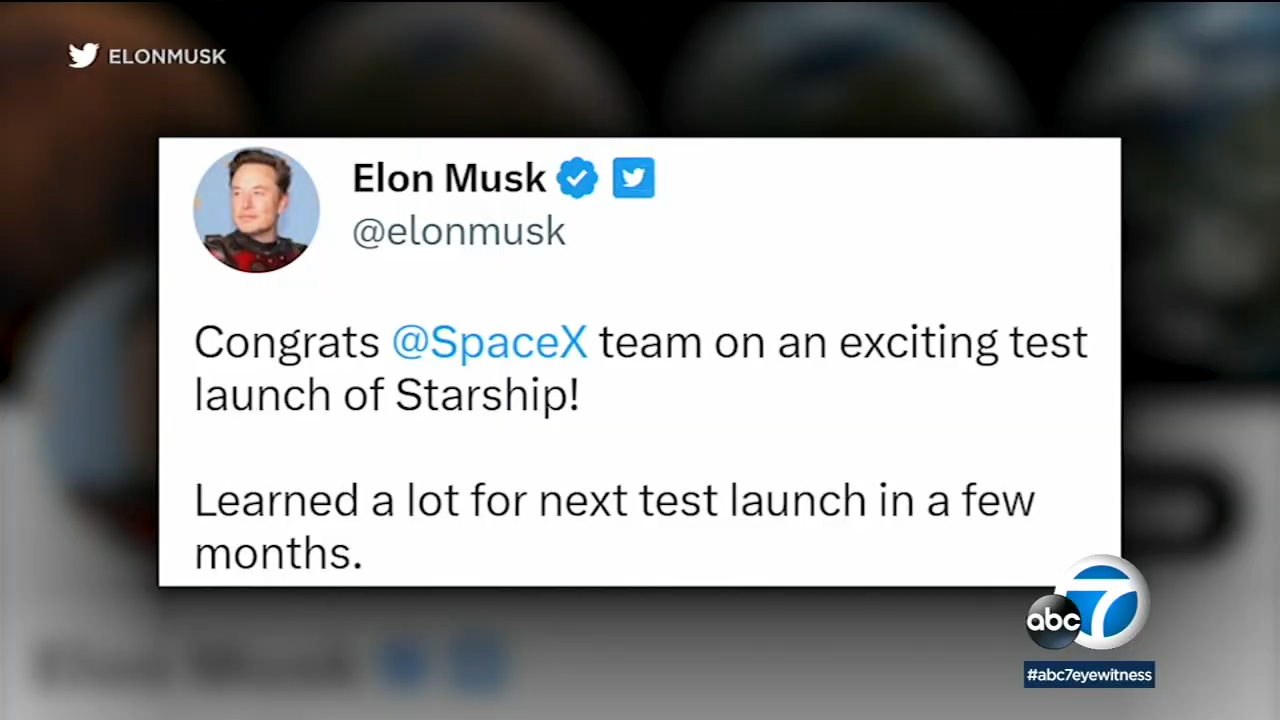 ELONMUSK
Elon Musk
@elonmusk
Congrats @SpaceX team on an exciting test
launch of Starship!
Learned a lot for next test launch in a few
months.
abc 7
#abc7eyewitness